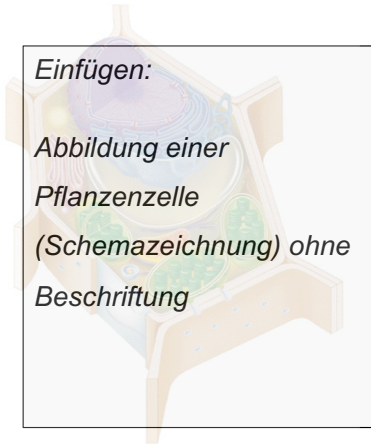 Einfügen:
Abbildung einer
Pflanzenzelle
(Schemazeichnung) ohne
Beschriftung